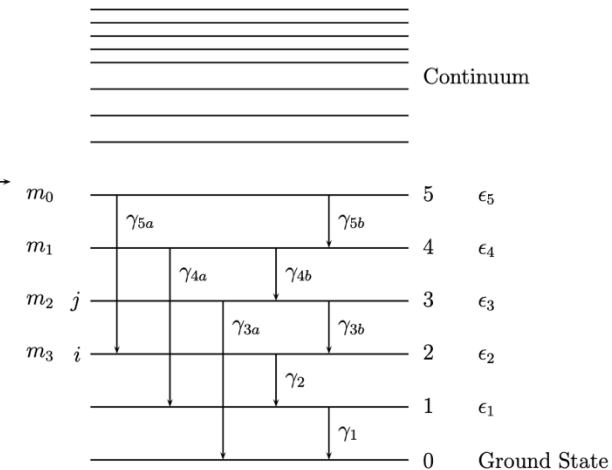 Continuum
m₀ 5 ϵ₅
γ₅ₐ γ₅b
m₁ 4 ϵ₄
γ₄ₐ γ₄b
m₂ j 3 ϵ₃
γ₃ₐ γ₃b
m₃ i 2 ϵ₂
γ₂
1 ϵ₁
γ₁
0 Ground State